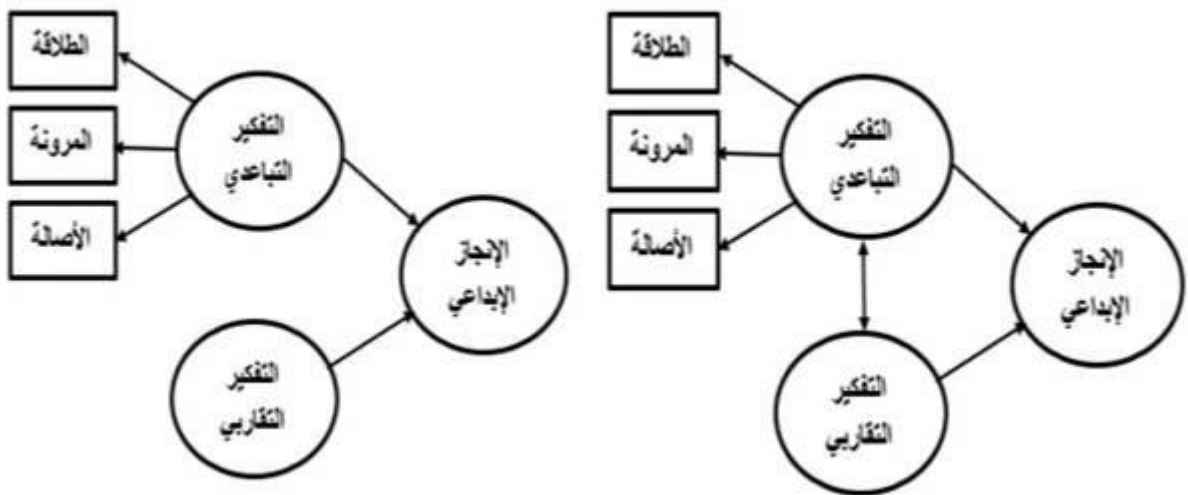 الطلاقة
المرونة
الأصالة
التفكير
التباعدي
الإنجاز
الإبداعي
التفكير
التقاربي
الطلاقة
المرونة
الأصالة
التفكير
التباعدي
الإنجاز
الإبداعي
التفكير
التقاربي